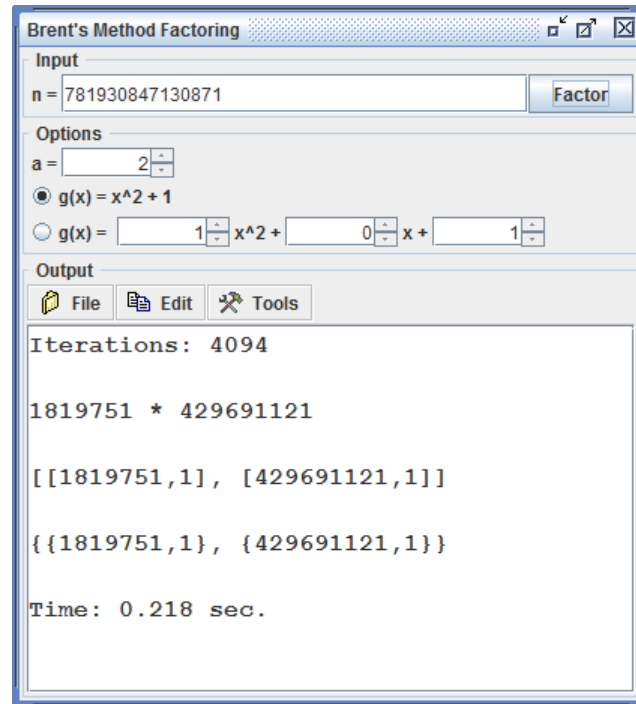 Brent's Method Factoring
Input
n = 781930847130871 Factor
Options
a = 2
g(x) = x^2 + 1
g(x) = 1 x^2 + 0 x + 1
Output
File Edit Tools
Iterations: 4094
1819751 * 429691121
[[1819751,1], [429691121,1]]
{{1819751,1}, {429691121,1}}
Time: 0.218 sec.